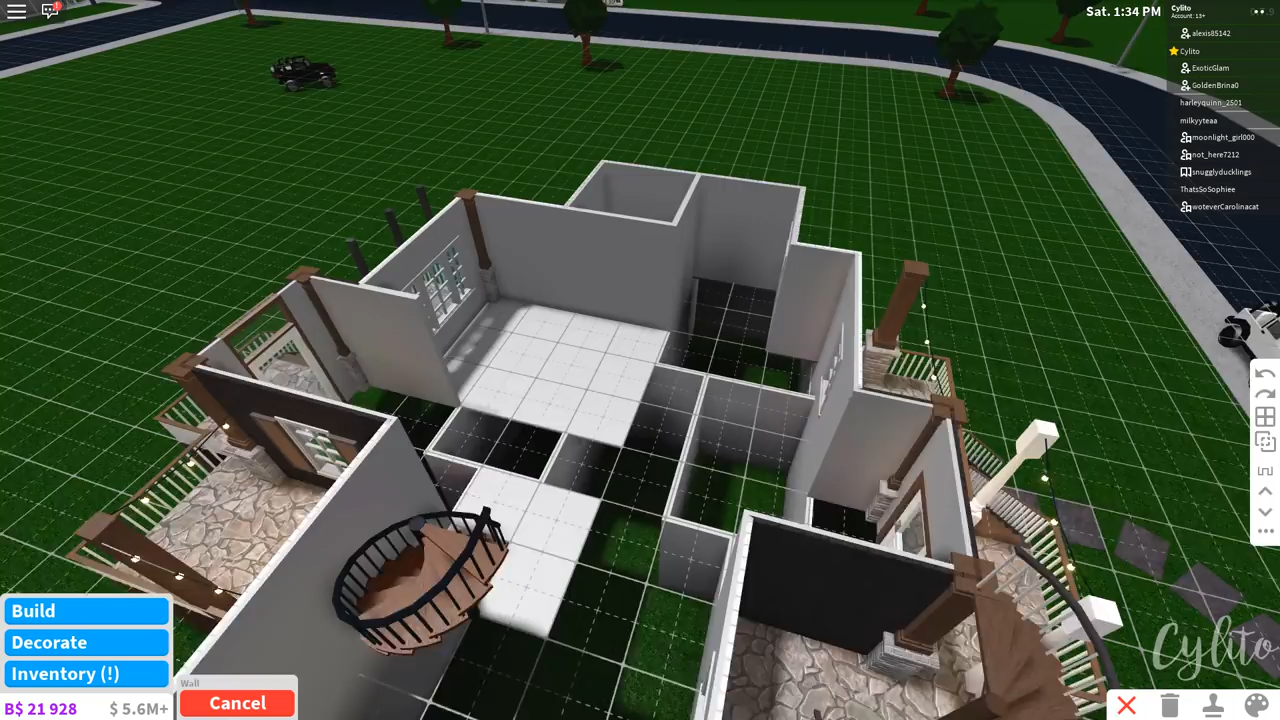 Sat. 1:34 PM
Cylito
Account: 13+
alexis85142
Cylito
ExoticGlam
GoldenBrina0
harleyquinn_2501
milkyyteaa
moonlight_girl000
not_here7212
snugglyducklings
ThatsSoSophiee
woteverCarolinacat
Build
Decorate
Inventory (!)
B$ 21 928
$ 5.6M+
Wall
Cancel
Cylito